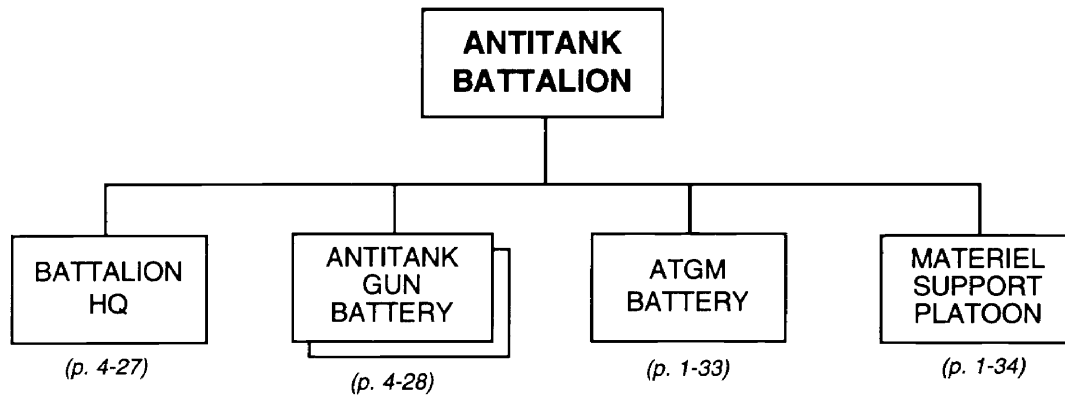 ANTITANK
BATTALION
BATTALION
HQ
(p. 4-27)
ANTITANK
GUN
BATTERY
(p. 4-28)
ATGM
BATTERY
(p. 1-33)
MATERIEL
SUPPORT
PLATOON
(p. 1-34)